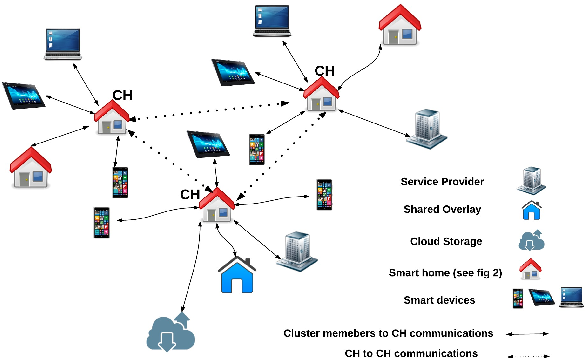 CH
CH
CH
Service Provider
Shared Overlay
Cloud Storage
Smart home (see fig 2)
Smart devices
Cluster memebers to CH communications
CH to CH communications